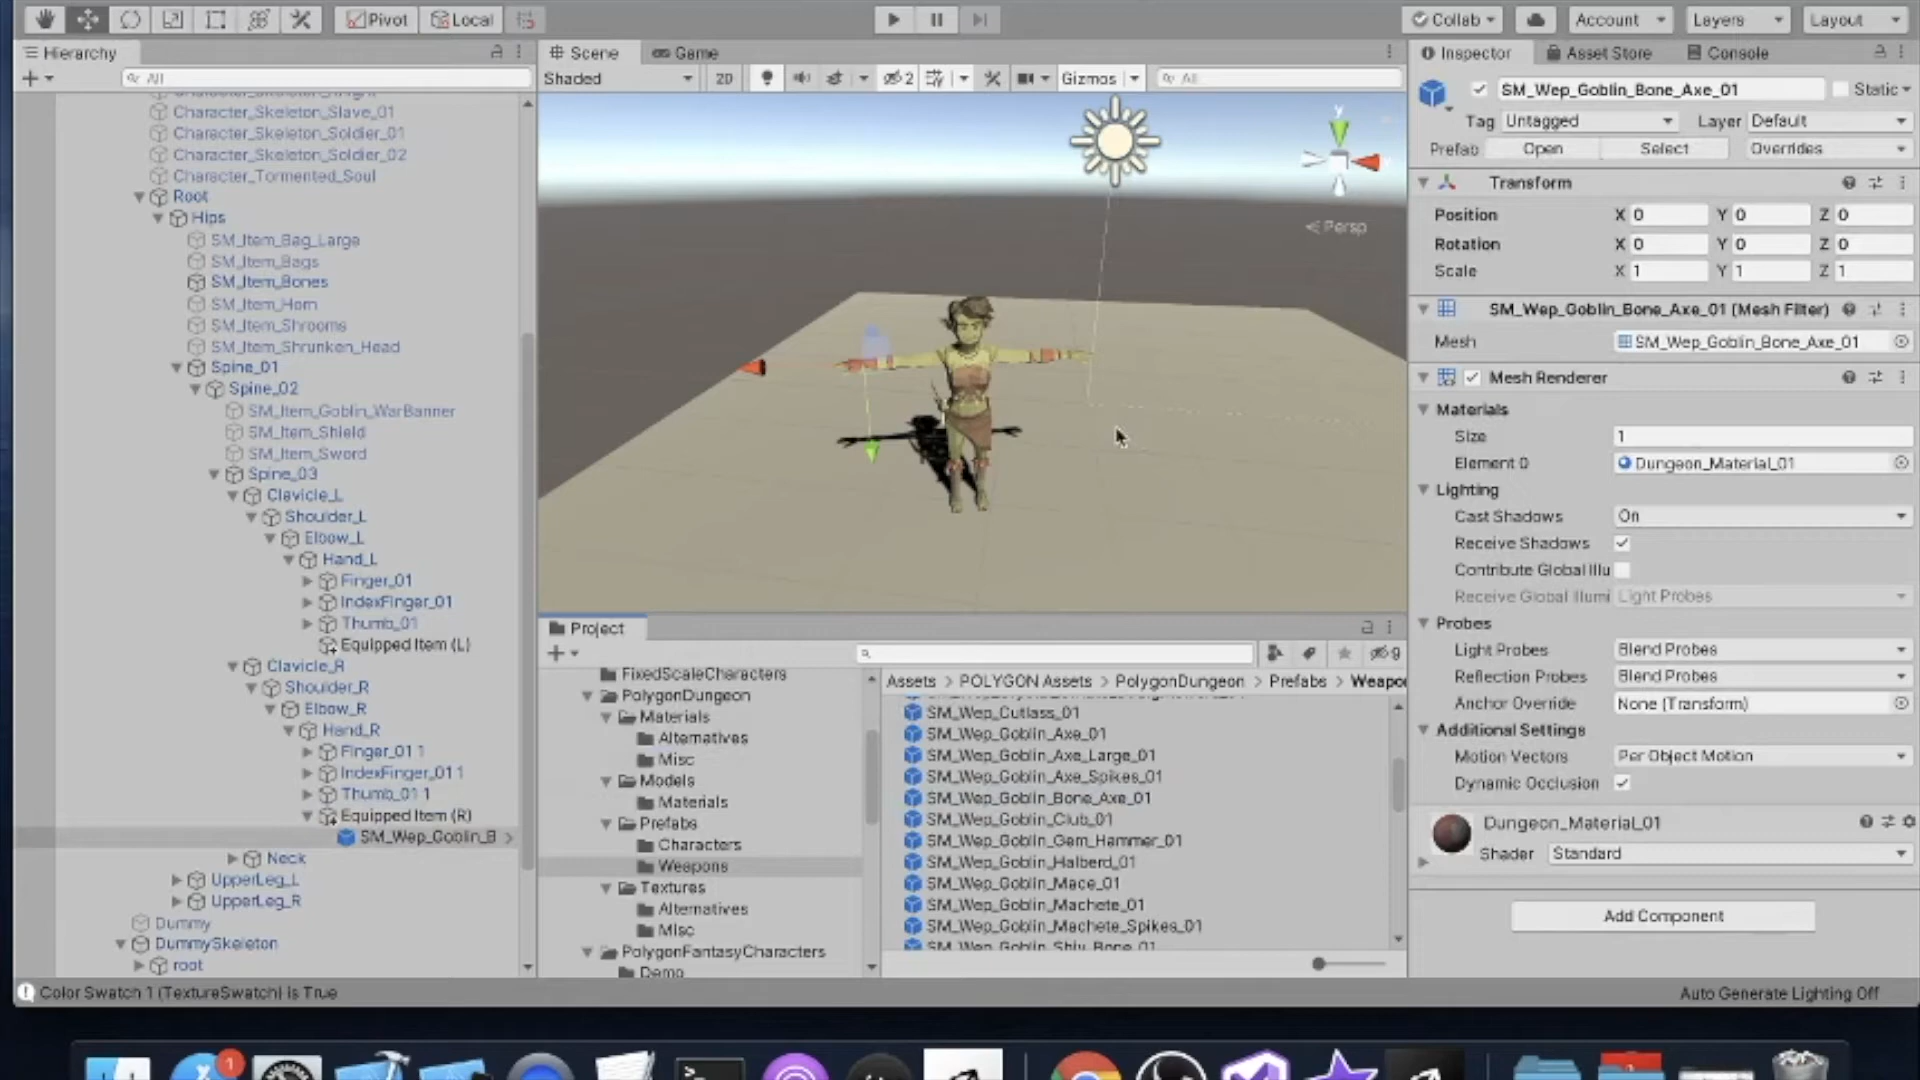 Pivot
Local
Collab
Account
Layers
Layout
Hierarchy
All
Character_Skeleton_Slave_01
Character_Skeleton_Soldier_01
Character_Skeleton_Soldier_02
Character_Tormented_Soul
Root
Hips
SM_Item_Bag_Large
SM_Item_Bags
SM_Item_Bones
SM_Item_Horn
SM_Item_Shrooms
SM_Item_Shrunken_Head
Spine_01
Spine_02
SM_Item_Goblin_WarBanner
SM_Item_Shield
SM_Item_Sword
Spine_03
Clavicle_L
Shoulder_L
Elbow_L
Hand_L
Finger_01
IndexFinger_01
Thumb_01
Equipped Item (L)
Clavicle_R
Shoulder_R
Elbow_R
Hand_R
Finger_01 1
IndexFinger_01 1
Thumb_01 1
Equipped Item (R)
SM_Wep_Goblin_B
Neck
UpperLeg_L
UpperLeg_R
Dummy
DummySkeleton
root
Scene
Game
Shaded
2D
2
Gizmos
All
y
Persp
Project
9
FixedScaleCharacters
PolygonDungeon
Materials
Alternatives
Misc
Models
Materials
Prefabs
Characters
Weapons
Textures
Alternatives
Misc
PolygonFantasyCharacters
Demo
Assets > POLYGON Assets > PolygonDungeon > Prefabs > Weapo
SM_Wep_Cutlass_01
SM_Wep_Goblin_Axe_01
SM_Wep_Goblin_Axe_Large_01
SM_Wep_Goblin_Axe_Spikes_01
SM_Wep_Goblin_Bone_Axe_01
SM_Wep_Goblin_Club_01
SM_Wep_Goblin_Gem_Hammer_01
SM_Wep_Goblin_Halberd_01
SM_Wep_Goblin_Mace_01
SM_Wep_Goblin_Machete_01
SM_Wep_Goblin_Machete_Spikes_01
SM_Wep_Goblin_Shiv_Bone_01
Inspector
Asset Store
Console
SM_Wep_Goblin_Bone_Axe_01
Static
Tag Untagged
Layer Default
Prefab Open Select Overrides
Transform
Position X 0 Y 0 Z 0
Rotation X 0 Y 0 Z 0
Scale X 1 Y 1 Z 1
SM_Wep_Goblin_Bone_Axe_01 (Mesh Filter)
Mesh SM_Wep_Goblin_Bone_Axe_01
Mesh Renderer
Materials
Size 1
Element 0 Dungeon_Material_01
Lighting
Cast Shadows On
Receive Shadows
Contribute Global Illu
Receive Global Illumi Light Probes
Probes
Light Probes Blend Probes
Reflection Probes Blend Probes
Anchor Override None (Transform)
Additional Settings
Motion Vectors Per Object Motion
Dynamic Occlusion
Dungeon_Material_01
Shader Standard
Add Component
Color Swatch 1 (TextureSwatch) is True
Auto Generate Lighting Off
1